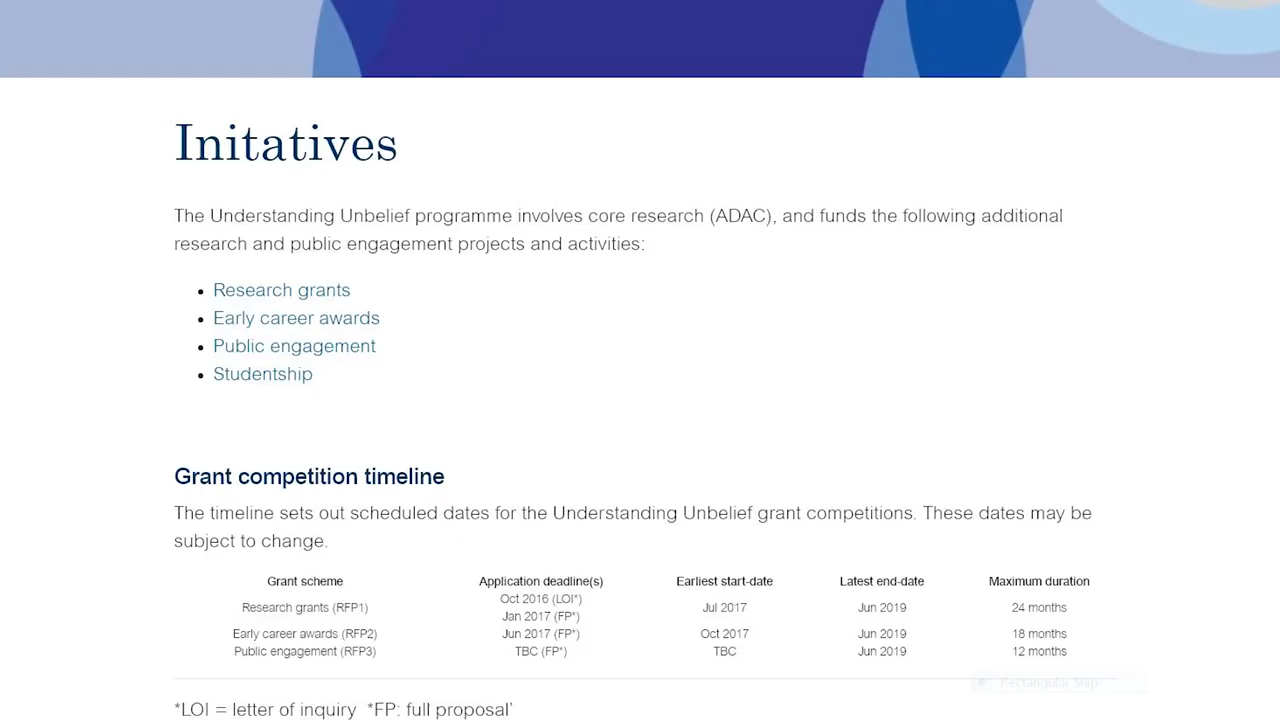 Initatives
The Understanding Unbelief programme involves core research (ADAC), and funds the following additional
research and public engagement projects and activities:
• Research grants
• Early career awards
• Public engagement
• Studentship
Grant competition timeline
The timeline sets out scheduled dates for the Understanding Unbelief grant competitions. These dates may be
subject to change.
Grant scheme Application deadline(s) Earliest start-date Latest end-date Maximum duration
Research grants (RFP1) Oct 2016 (LOI*) Jan 2017 (FP*) Jul 2017 Jun 2019 24 months
Early career awards (RFP2) Jun 2017 (FP*) Oct 2017 Jun 2019 18 months
Public engagement (RFP3) TBC (FP*) TBC Jun 2019 12 months
Rectangular Snip
*LOI = letter of inquiry *FP: full proposal'